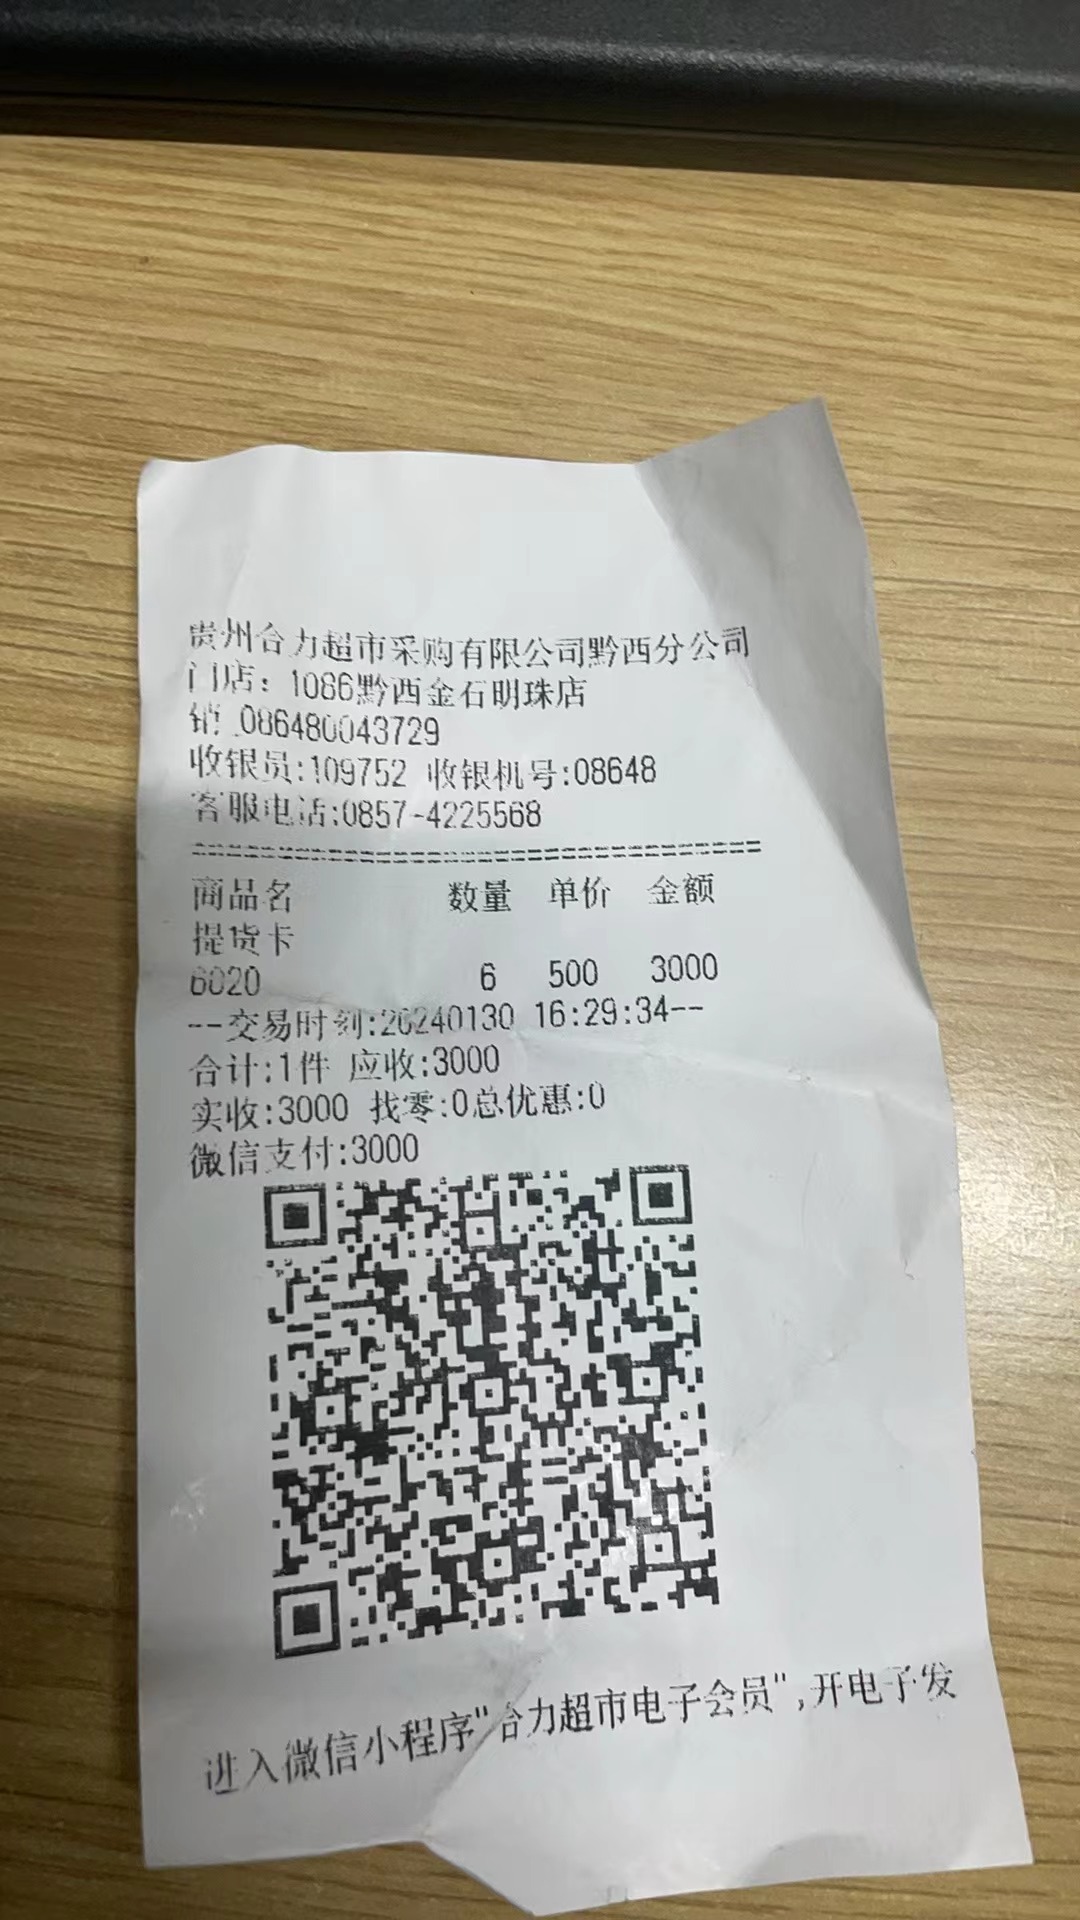 贵州合力超市采购有限公司黔西分公司
门店：1086黔西金石明珠店
销 086480043729
收银员:109752 收银机号:08648
客服电话:0857-4225568
商品名 数量 单价 金额
提货卡
6020 6 500 3000
--交易时刻:20240130 16:29:34--
合计:1件 应收:3000
实收:3000 找零:0总优惠:0
微信支付:3000
进入微信小程序"合力超市电子会员",开电子发